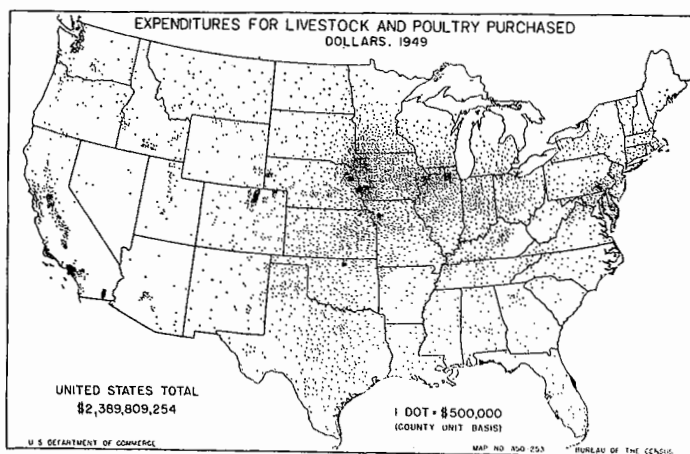 EXPENDITURES FOR LIVESTOCK AND POULTRY PURCHASED
DOLLARS, 1949
UNITED STATES TOTAL
$2,389,809,254
1 DOT = $500,000
(COUNTY UNIT BASIS)
U S DEPARTMENT OF COMMERCE
MAP NO A50-253
BUREAU OF THE CENSUS